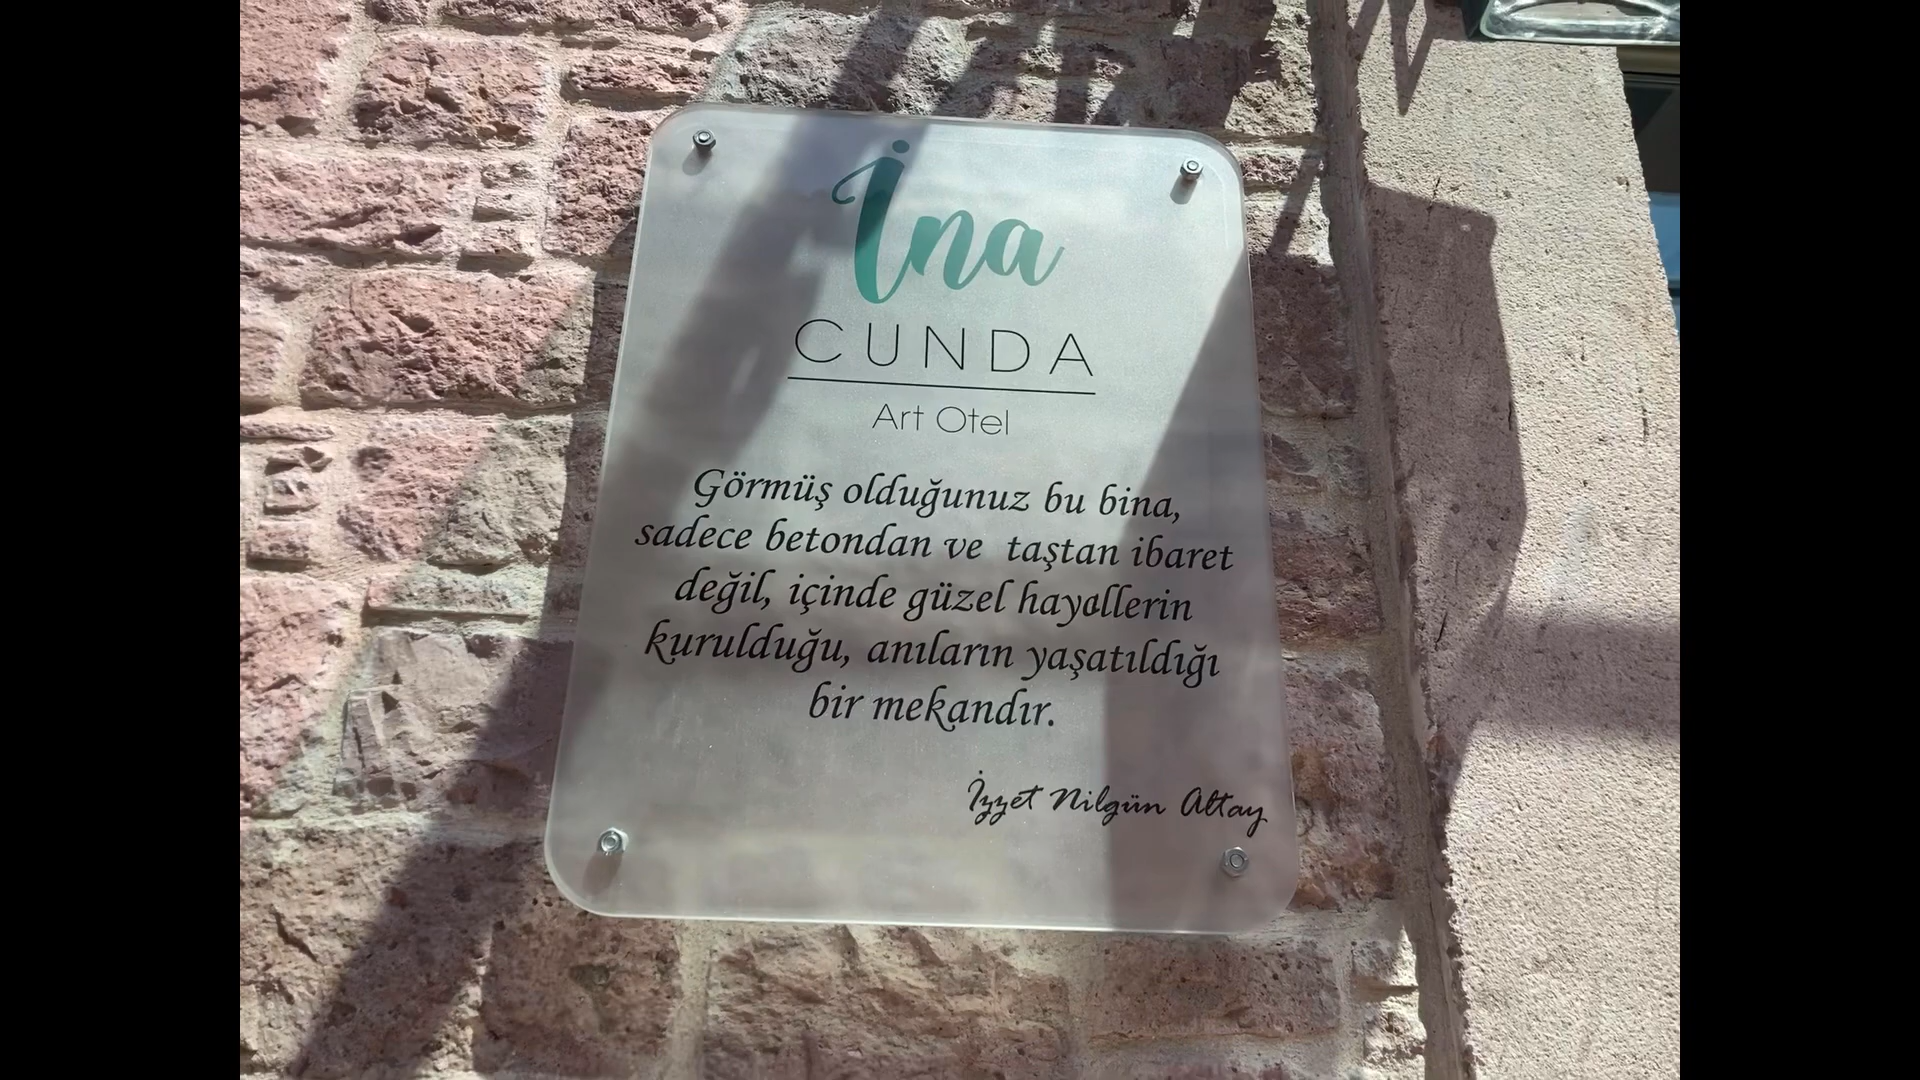 İna
CUNDA
Art Otel
Görmüş olduğunuz bu bina,
sadece betondan ve taştan ibaret
değil, içinde güzel hayallerin
kurulduğu, anıların yaşatıldığı
bir mekandır.
İzzet Nilgün Altay